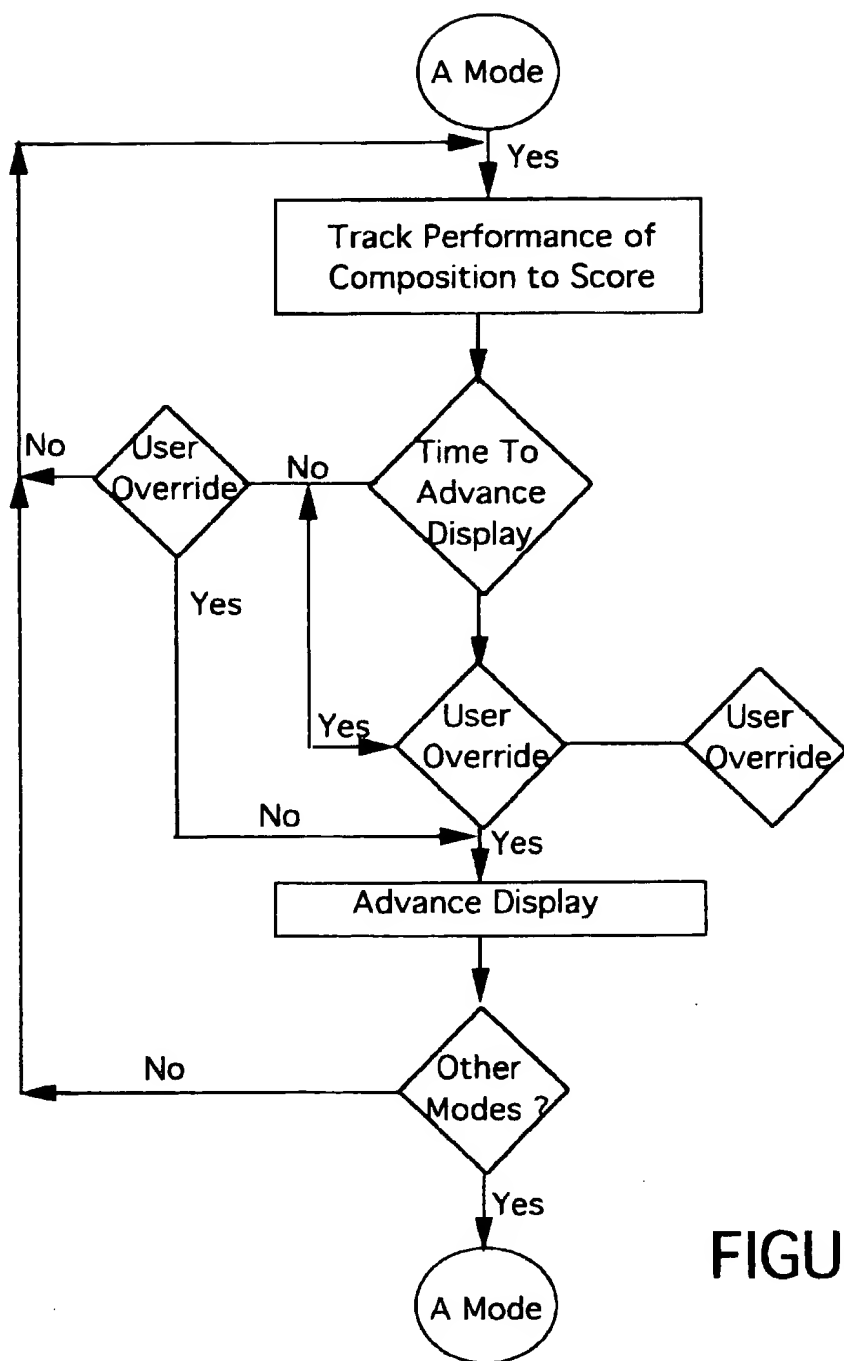 A Mode
Yes
Track Performance of
Composition to Score
No
User
Override
No
Time To
Advance
Display
Yes
Yes
User
Override
User
Override
No
Yes
Advance Display
No
Other
Modes ?
Yes
A Mode
FIGU